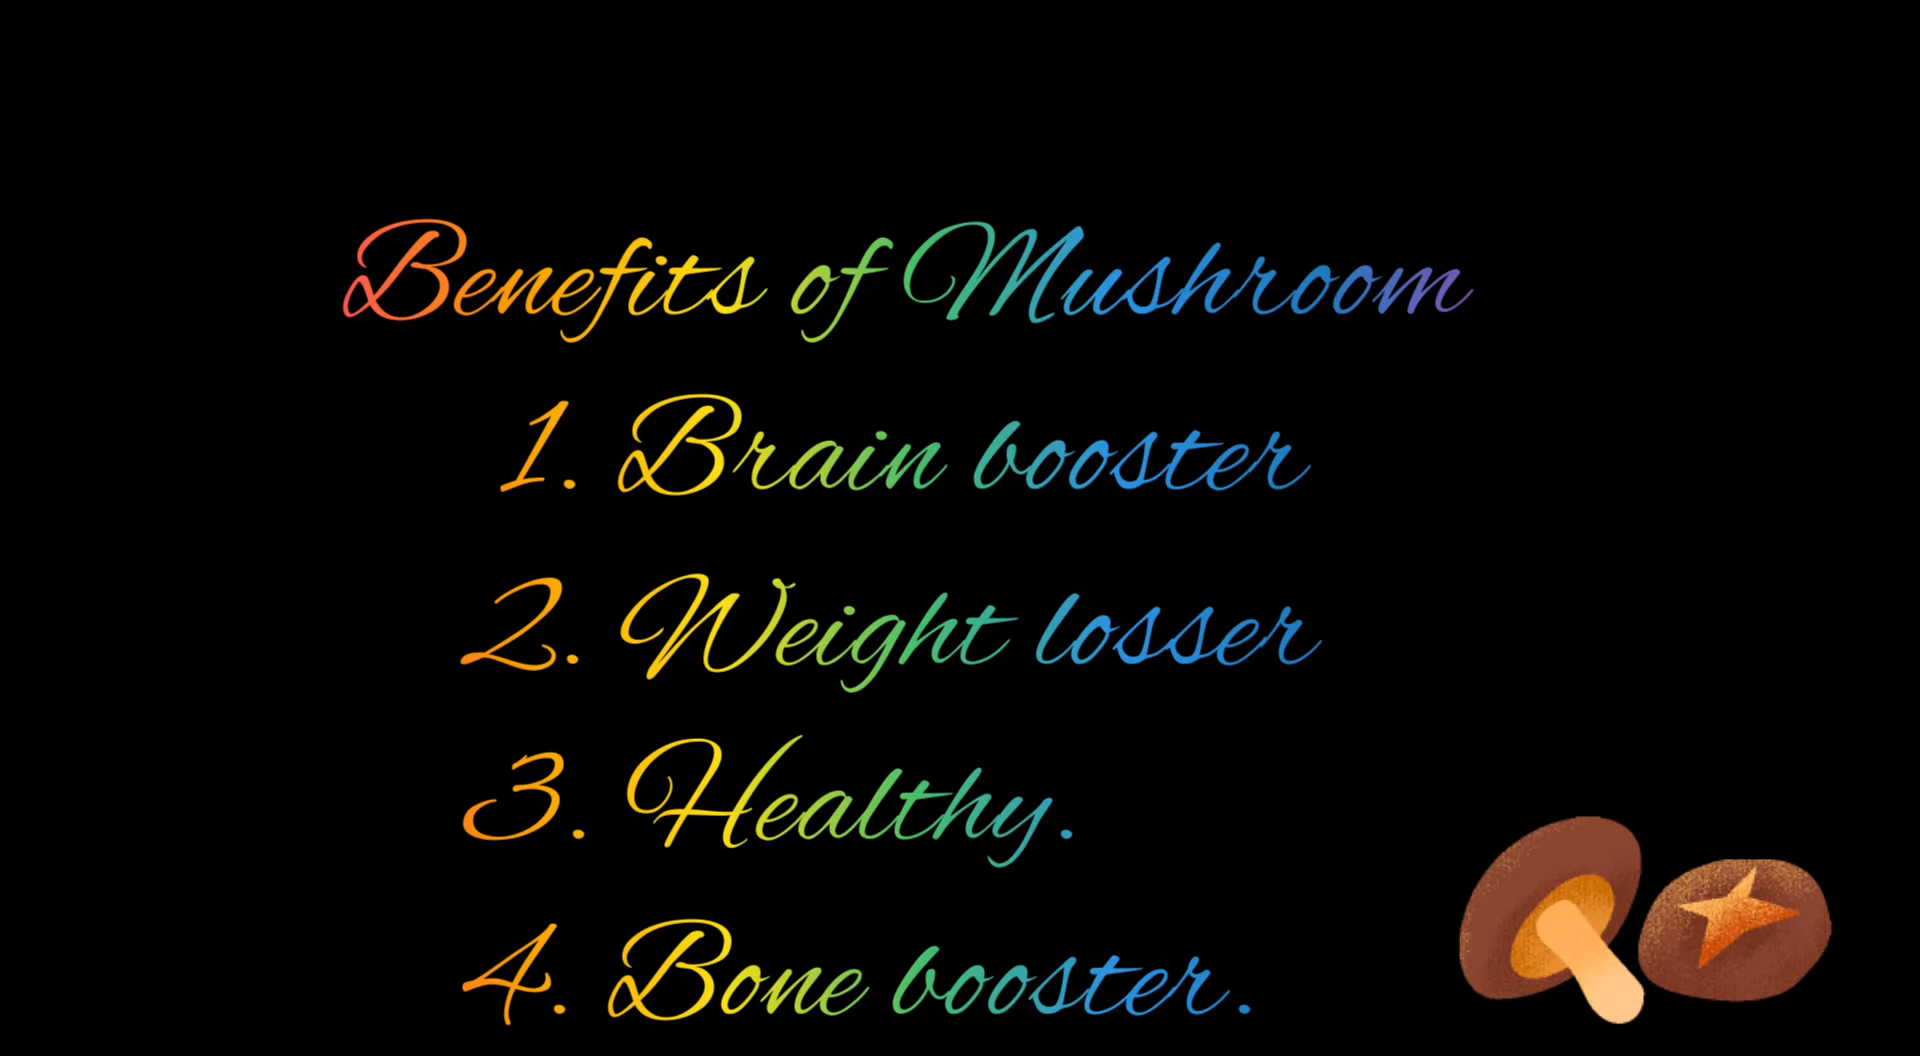 Benefits of Mushroom
1. Brain booster
2. Weight losser
3. Healthy.
4. Bone booster.